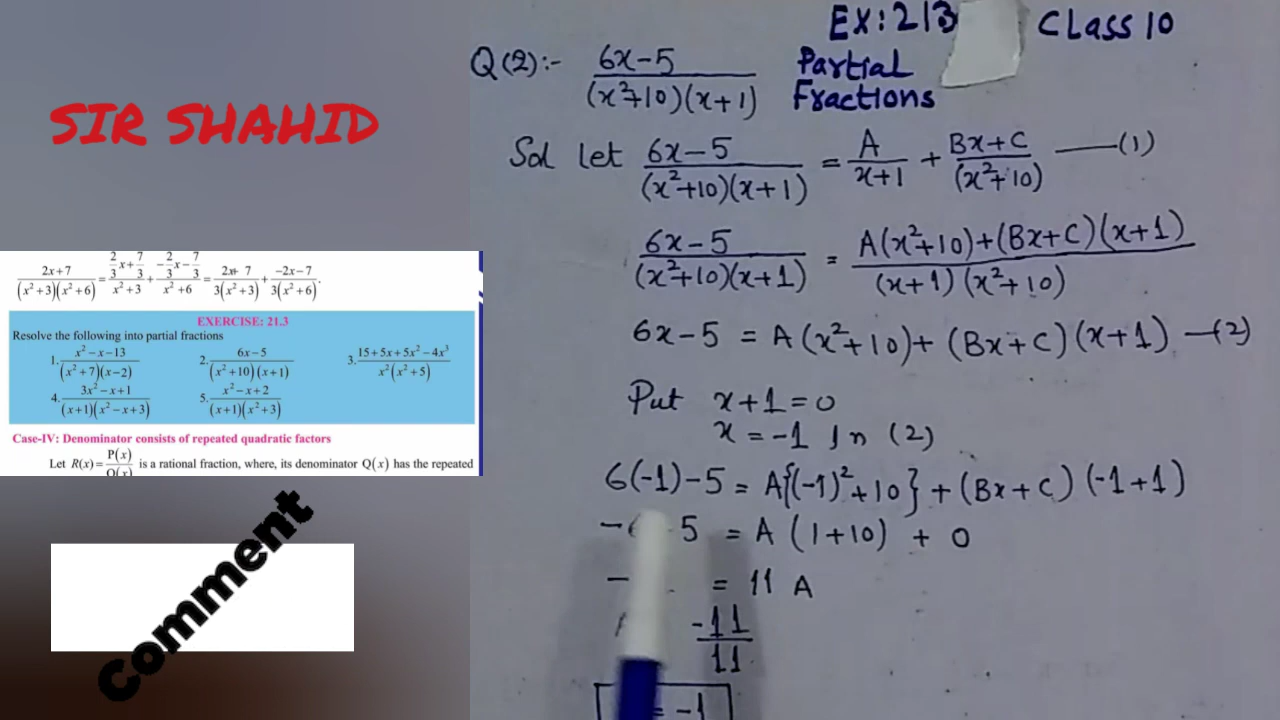 SIR SHAHID
2x+7/((x²+3)(x²+6)) = (2/3x+7/3)/(x²+3) + (-2/3x-7/3)/(x²+6) = (2x+7)/(3(x²+3)) + (-2x-7)/(3(x²+6)).
EXERCISE: 21.3
Resolve the following into partial fractions
1. (x²-x-13)/((x²+7)(x-2)) 2. (6x-5)/((x²+10)(x+1)) 3. (15+5x+5x²-4x³)/(x²(x²+5))
4. (3x²-x+1)/((x+1)(x²-x+3)) 5. (x²-x+2)/((x+1)(x²+3))
Case-IV: Denominator consists of repeated quadratic factors
Let R(x)= P(x)/Q(x) is a rational fraction, where, its denominator Q(x) has the repeated
Comment
EX:213 Class 10
Q(2):- (6x-5)/((x²+10)(x+1)) Partial
Fractions
Sol let (6x-5)/((x²+10)(x+1)) = A/(x+1) + (Bx+C)/(x²+10) —(1)
(6x-5)/((x²+10)(x+1)) = (A(x²+10)+(Bx+C)(x+1))/((x+1)(x²+10))
6x-5 = A(x²+10)+(Bx+C)(x+1) —(2)
Put x+1=0
x=-1 In (2)
6(-1)-5= A{(-1)²+10}+(Bx+C)(-1+1)
5 = A(1+10) + 0
= 11 A
-11/11
= -1